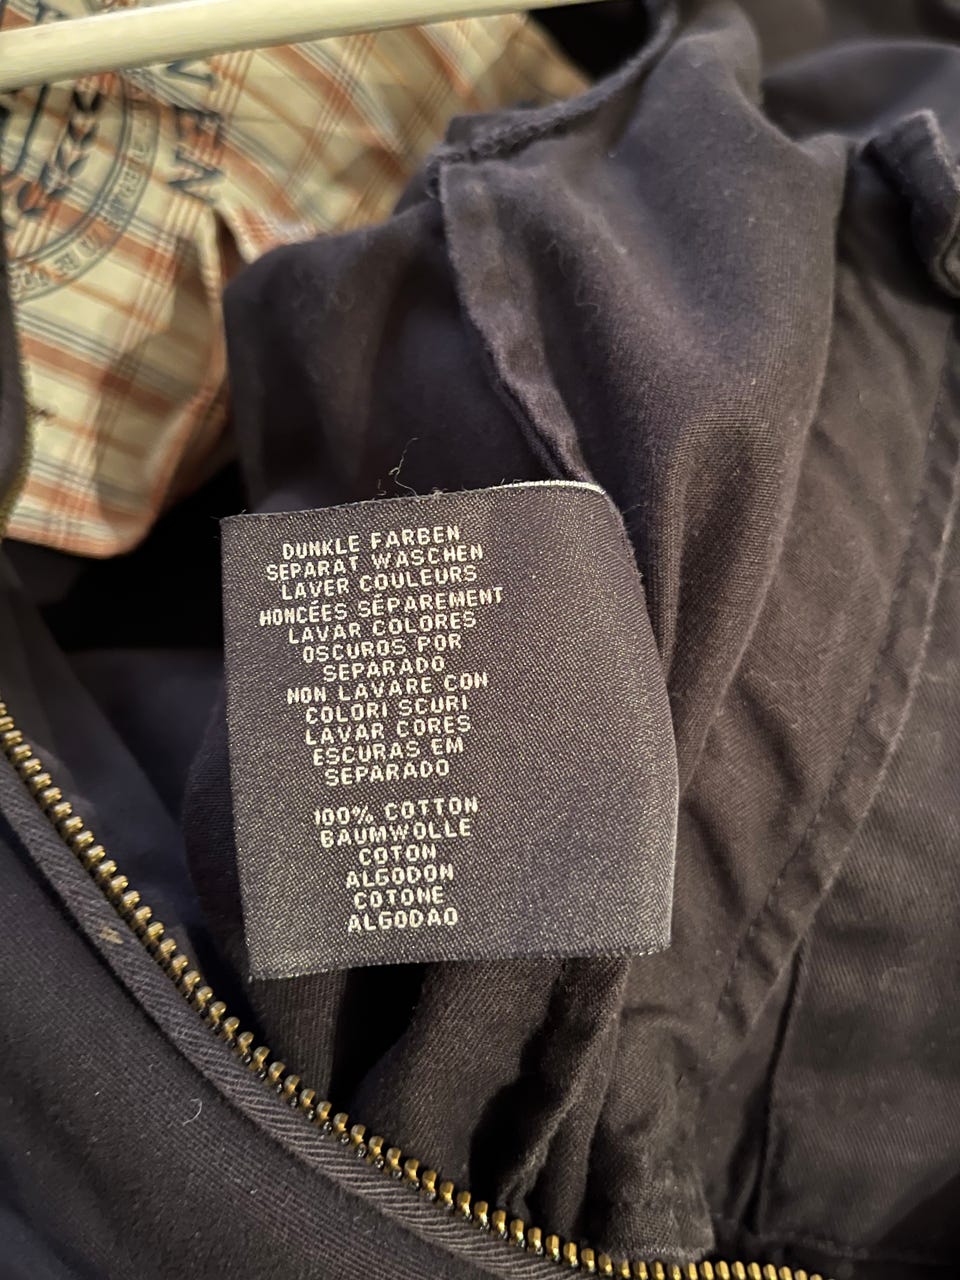 DUNKLE FARBEN
SEPARAT WASCHEN
LAVER COULEURS
HONCÉES SÉPAREMENT
LAVAR COLORES
OSCUROS POR
SEPARADO
NON LAVARE CON
COLORI SCURI
LAVAR CORES
ESCURAS EM
SEPARADO
100% COTTON
BAUMWOLLE
COTON
ALGODON
COTONE
ALGODAO